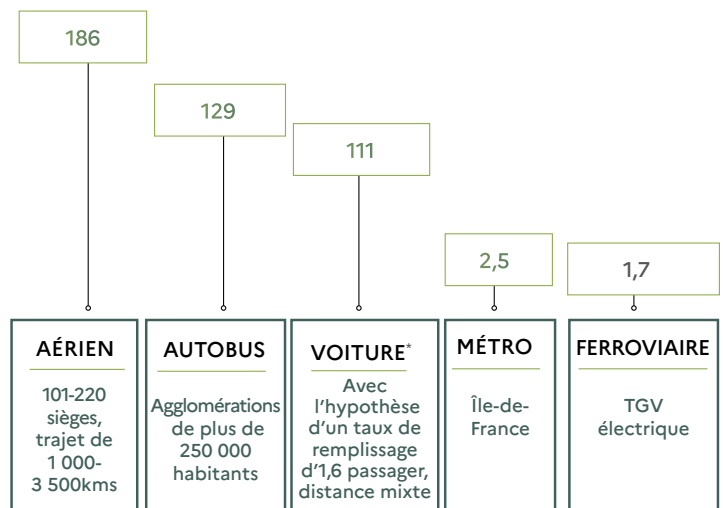 186
129
111
2,5
1,7
AÉRIEN
101-220
sièges,
trajet de
1 000-
3 500kms
AUTOBUS
Agglomérations
de plus de
250 000
habitants
VOITURE*
Avec
l'hypothèse
d'un taux de
remplissage
d'1,6 passager,
distance mixte
MÉTRO
Île-de-
France
FERROVIAIRE
TGV
électrique